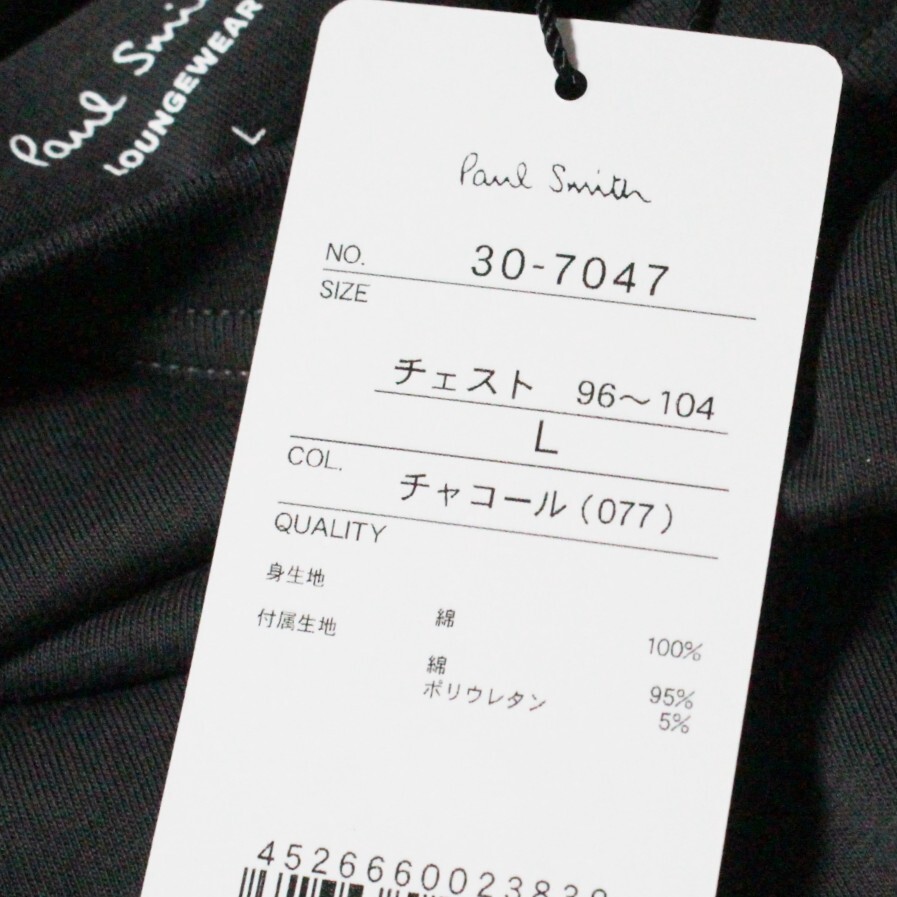 Paul Smi
LOUNGEWEAR
L
Paul Smith
NO. 30-7047
SIZE
チェスト 96〜104
L
COL.
チャコール(077)
QUALITY
身生地
綿 100%
付属生地
綿 95%
ポリウレタン 5%